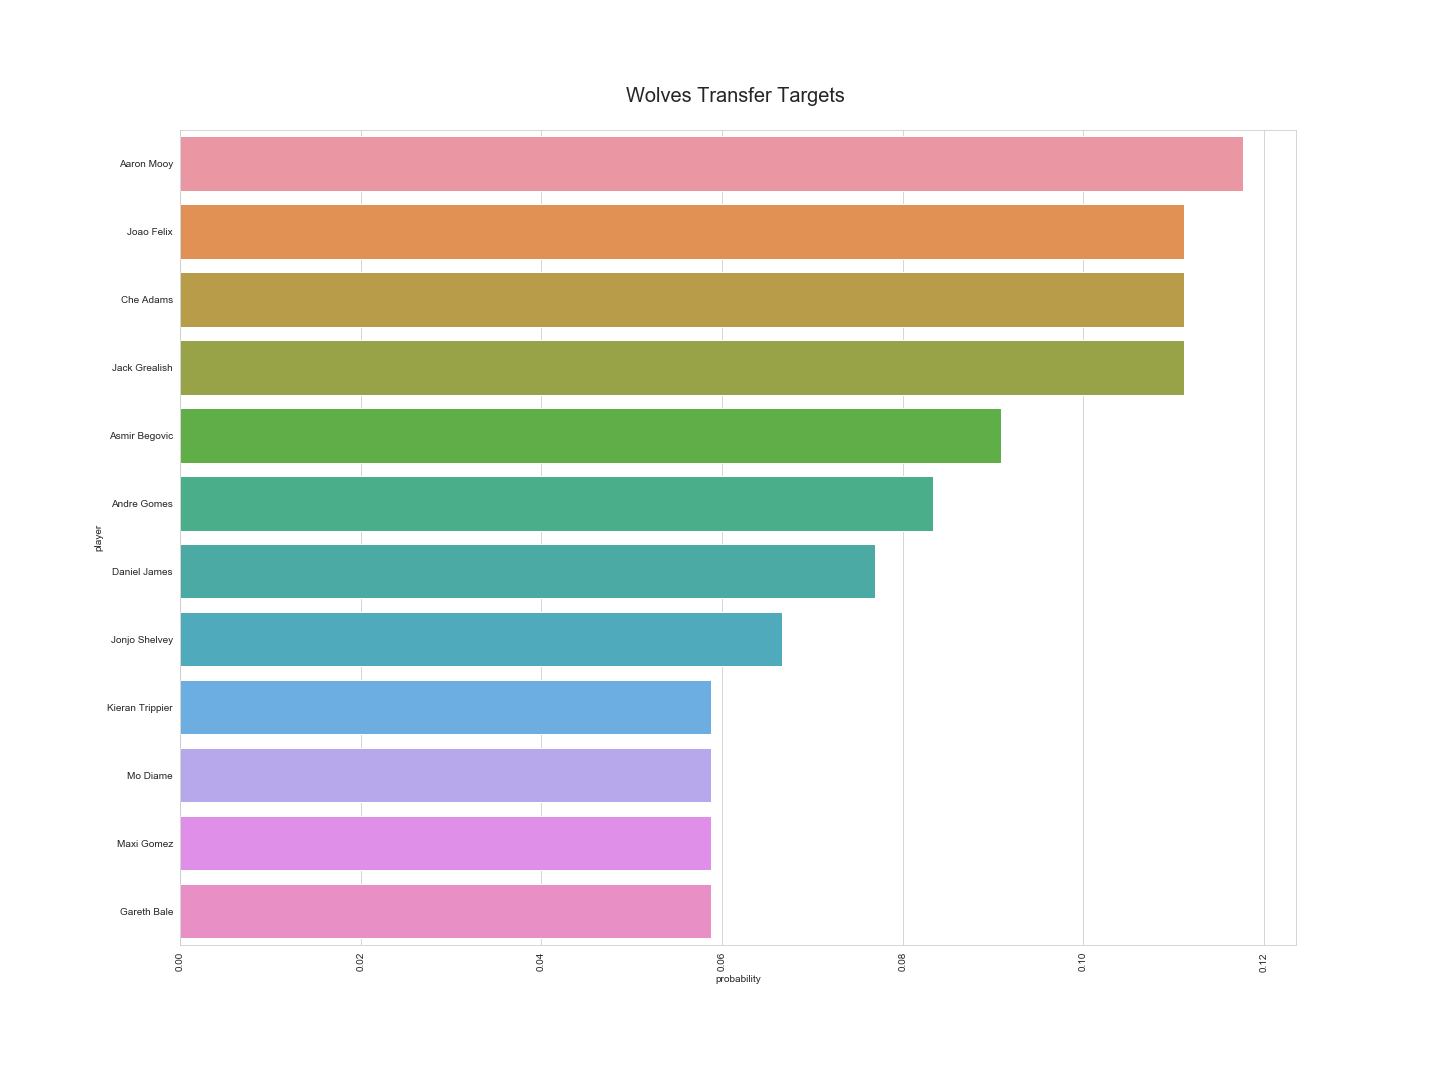 Wolves Transfer Targets
Aaron Mooy
Joao Felix
Che Adams
Jack Grealish
Asmir Begovic
Andre Gomes
player
Daniel James
Jonjo Shelvey
Kieran Trippier
Mo Diame
Maxi Gomez
Gareth Bale
0.00 0.02 0.04 0.06 0.08 0.10 0.12
probability